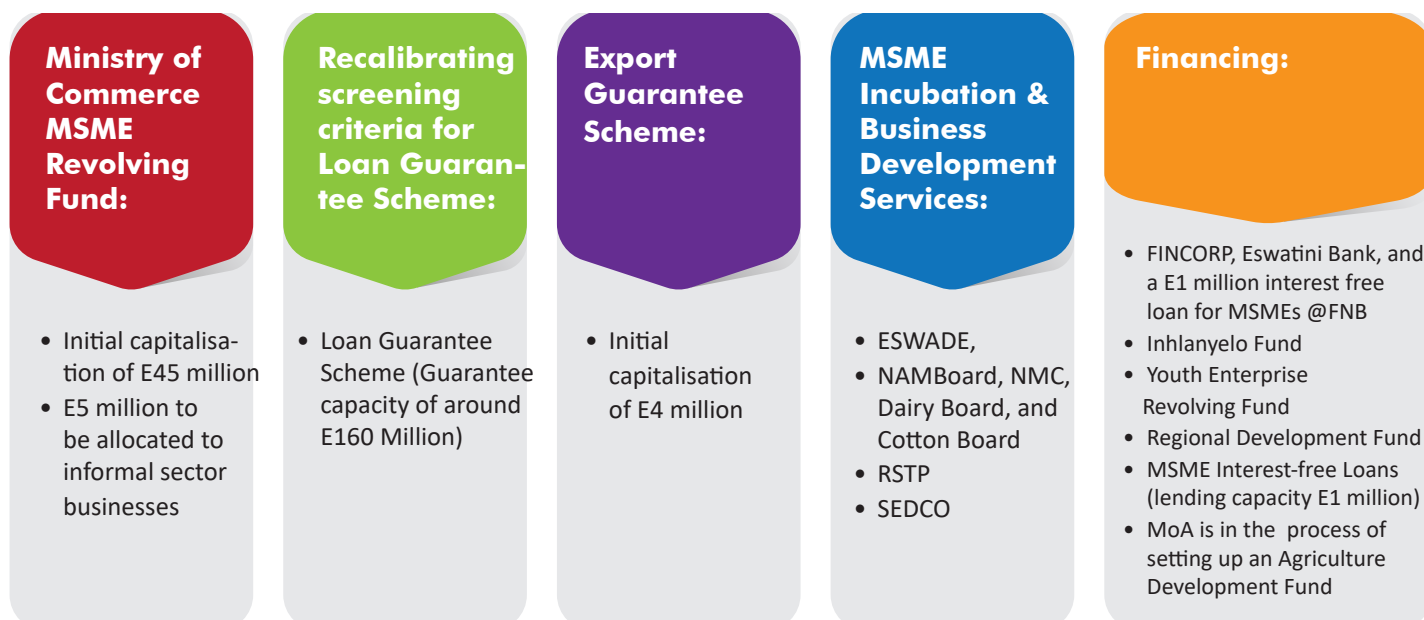 Ministry of
Commerce
MSME
Revolving
Fund:
• Initial capitalisa-
tion of E45 million
• E5 million to
be allocated to
informal sector
businesses
Recalibrating
screening
criteria for
Loan Guaran-
tee Scheme:
• Loan Guarantee
Scheme (Guarantee
capacity of around
E160 Million)
Export
Guarantee
Scheme:
• Initial
capitalisation
of E4 million
MSME
Incubation &
Business
Development
Services:
• ESWADE,
• NAMBoard, NMC,
Dairy Board, and
Cotton Board
• RSTP
• SEDCO
Financing:
• FINCORP, Eswatini Bank, and
a E1 million interest free
loan for MSMEs @FNB
• Inhlanyelo Fund
• Youth Enterprise
Revolving Fund
• Regional Development Fund
• MSME Interest-free Loans
(lending capacity E1 million)
• MoA is in the process of
setting up an Agriculture
Development Fund